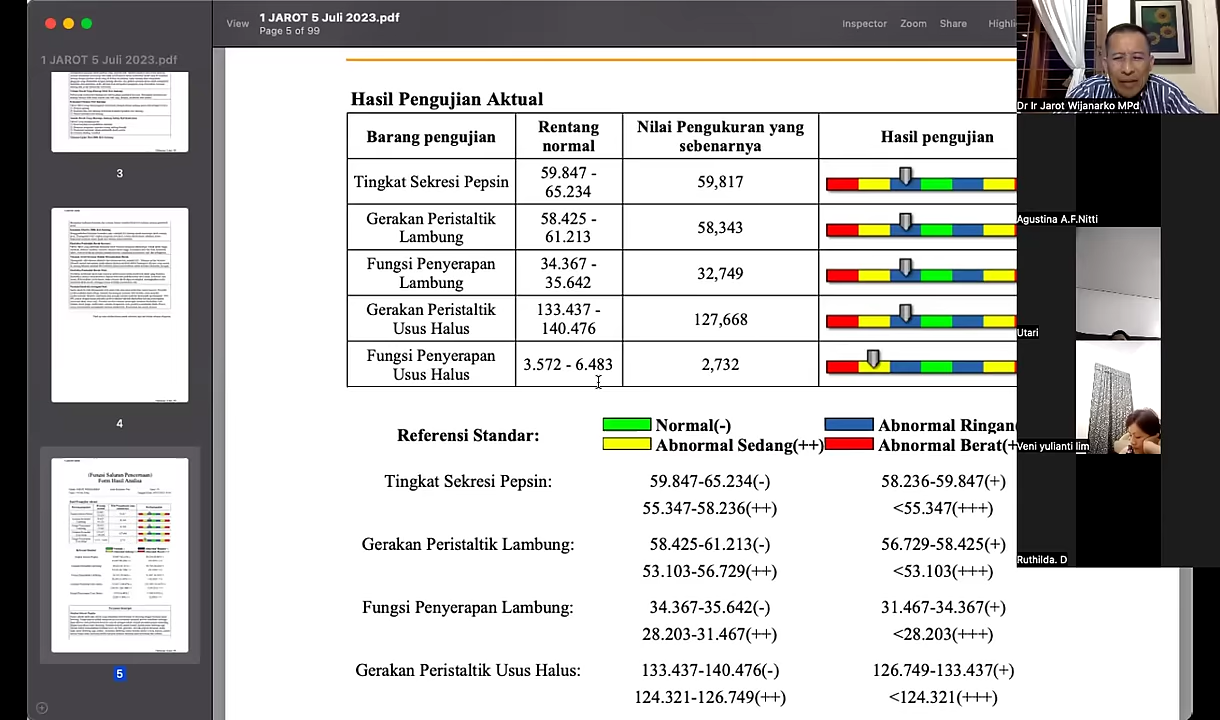 1 JAROT 5 Juli 2023.pdf
View
1 JAROT 5 Juli 2023.pdf
Page 5 of 99
Inspector
Zoom
Share
Highli
3
4
5
Hasil Pengujian Aktual
Barang pengujian
Rentang normal
Nilai Pengukuran yang sebenarnya
Hasil pengujian
Tingkat Sekresi Pepsin
59.847 - 65.234
59,817
Gerakan Peristaltik Lambung
58.425 - 61.213
58,343
Fungsi Penyerapan Lambung
34.367 - 35.642
32,749
Gerakan Peristaltik Usus Halus
133.437 - 140.476
127,668
Fungsi Penyerapan Usus Halus
3.572 - 6.483
2,732
Referensi Standar:
Normal(-)
Abnormal Ringan
Abnormal Sedang(++)
Abnormal Berat(+
Tingkat Sekresi Pepsin:
59.847-65.234(-)
58.236-59.847(+)
55.347-58.236(++)
<55.347(+++)
Gerakan Peristaltik Lambung:
58.425-61.213(-)
56.729-58.425(+)
53.103-56.729(++)
<53.103(+++)
Fungsi Penyerapan Lambung:
34.367-35.642(-)
31.467-34.367(+)
28.203-31.467(++)
<28.203(+++)
Gerakan Peristaltik Usus Halus:
133.437-140.476(-)
126.749-133.437(+)
124.321-126.749(++)
<124.321(+++)
Dr Ir Jarot Wijanarko MPd
Agustina A.F.Nitti
Utari
Veni yulianti lim
Ruthilda. D